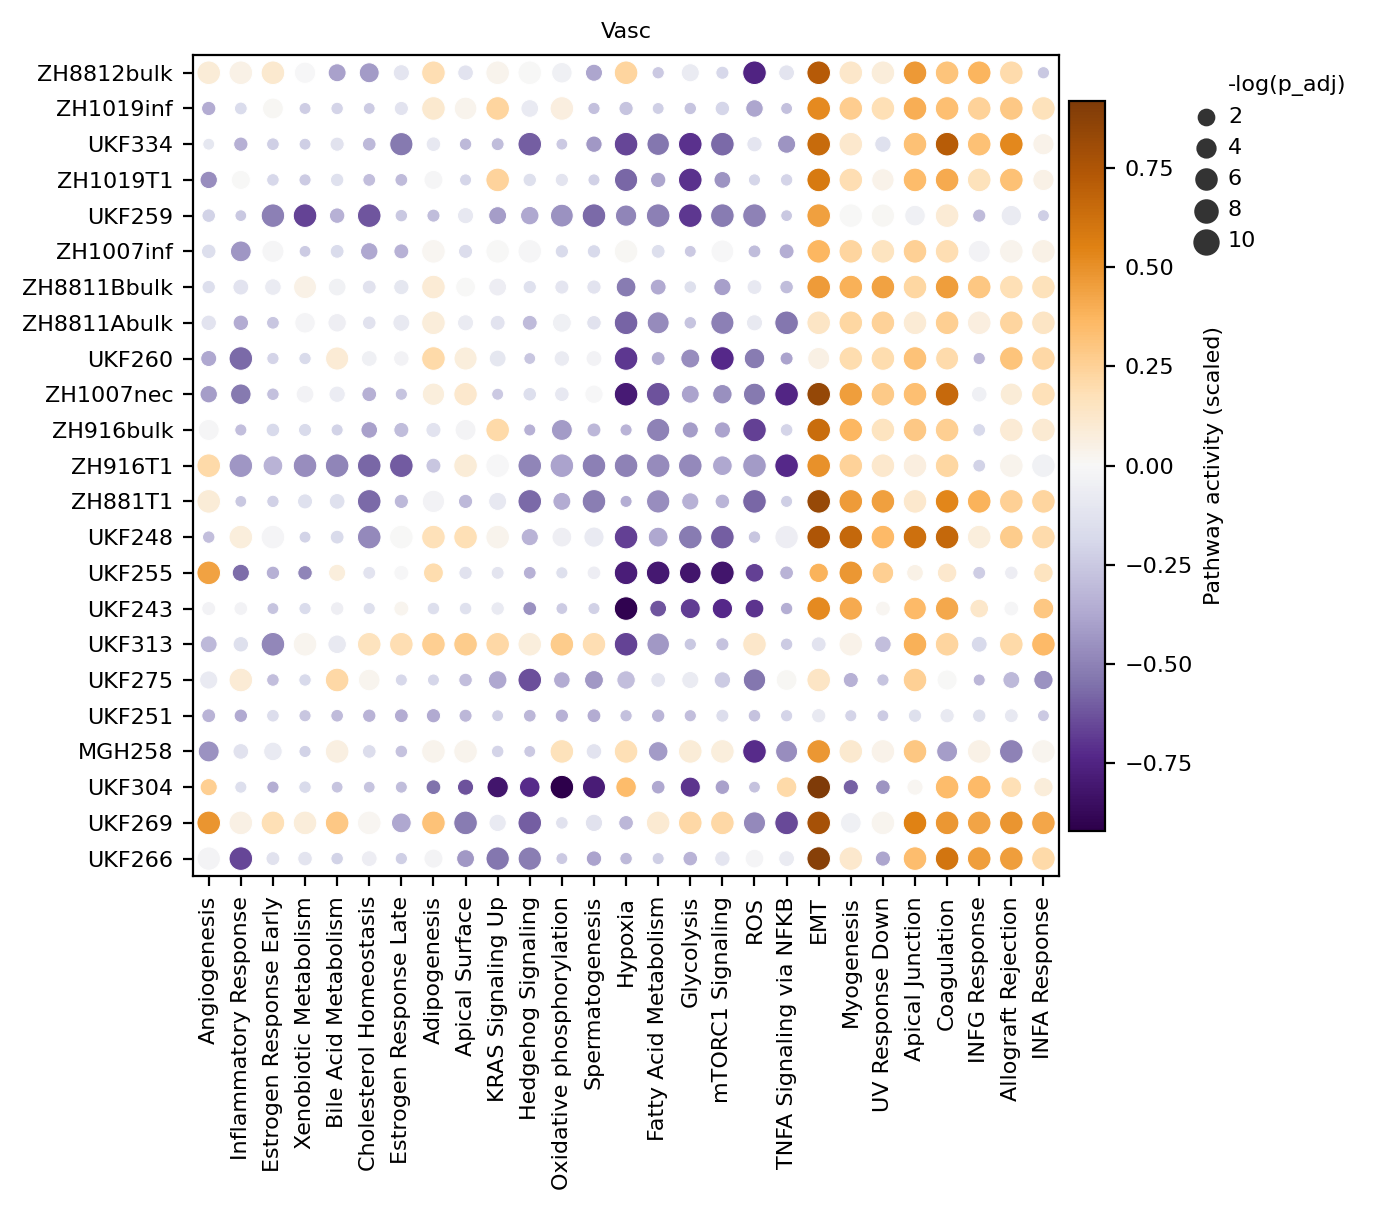 Vasc
ZH8812bulk
ZH1019inf
UKF334
ZH1019T1
UKF259
ZH1007inf
ZH8811Bbulk
ZH8811Abulk
UKF260
ZH1007nec
ZH916bulk
ZH916T1
ZH881T1
UKF248
UKF255
UKF243
UKF313
UKF275
UKF251
MGH258
UKF304
UKF269
UKF266
Angiogenesis
Inflammatory Response
Estrogen Response Early
Xenobiotic Metabolism
Bile Acid Metabolism
Cholesterol Homeostasis
Estrogen Response Late
Adipogenesis
Apical Surface
KRAS Signaling Up
Hedgehog Signaling
Oxidative phosphorylation
Spermatogenesis
Hypoxia
Fatty Acid Metabolism
Glycolysis
mTORC1 Signaling
ROS
TNFA Signaling via NFKB
EMT
Myogenesis
UV Response Down
Apical Junction
Coagulation
INFG Response
Allograft Rejection
INFA Response
0.75
0.50
0.25
0.00
−0.25
−0.50
−0.75
Pathway activity (scaled)
-log(p_adj)
2
4
6
8
10